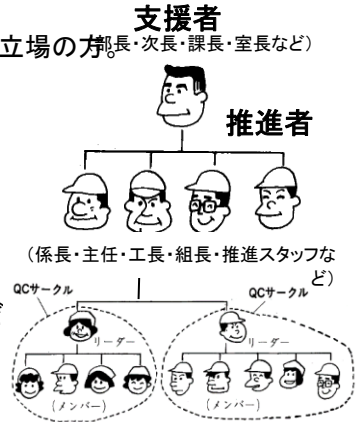 支援者
立場の方。
部長・次長・課長・室長など）
推進者
（係長・主任・工長・組長・推進スタッフな
ど）
QCサークル
QCサークル
リーダー
リーダー
（メンバー）
（メンバー）